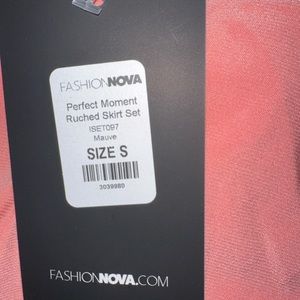 FASHIONNOVA
Perfect Moment
Ruched Skirt Set
ISET097
Mauve
SIZE S
3039980
FASHIONNOVA.COM